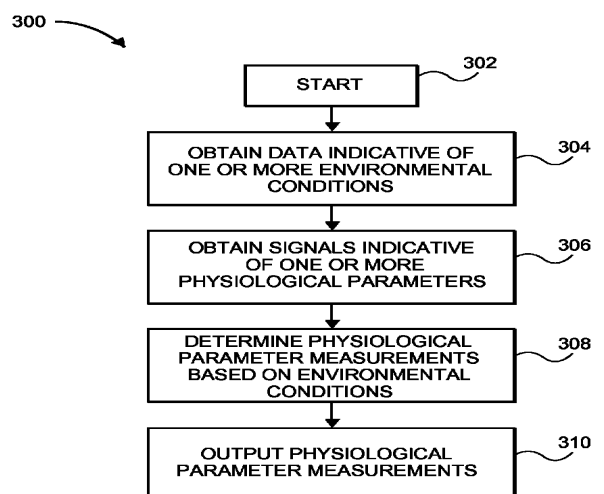 300
302
START
304
OBTAIN DATA INDICATIVE OF
ONE OR MORE ENVIRONMENTAL
CONDITIONS
306
OBTAIN SIGNALS INDICATIVE
OF ONE OR MORE
PHYSIOLOGICAL PARAMETERS
308
DETERMINE PHYSIOLOGICAL
PARAMETER MEASUREMENTS
BASED ON ENVIRONMENTAL
CONDITIONS
310
OUTPUT PHYSIOLOGICAL
PARAMETER MEASUREMENTS